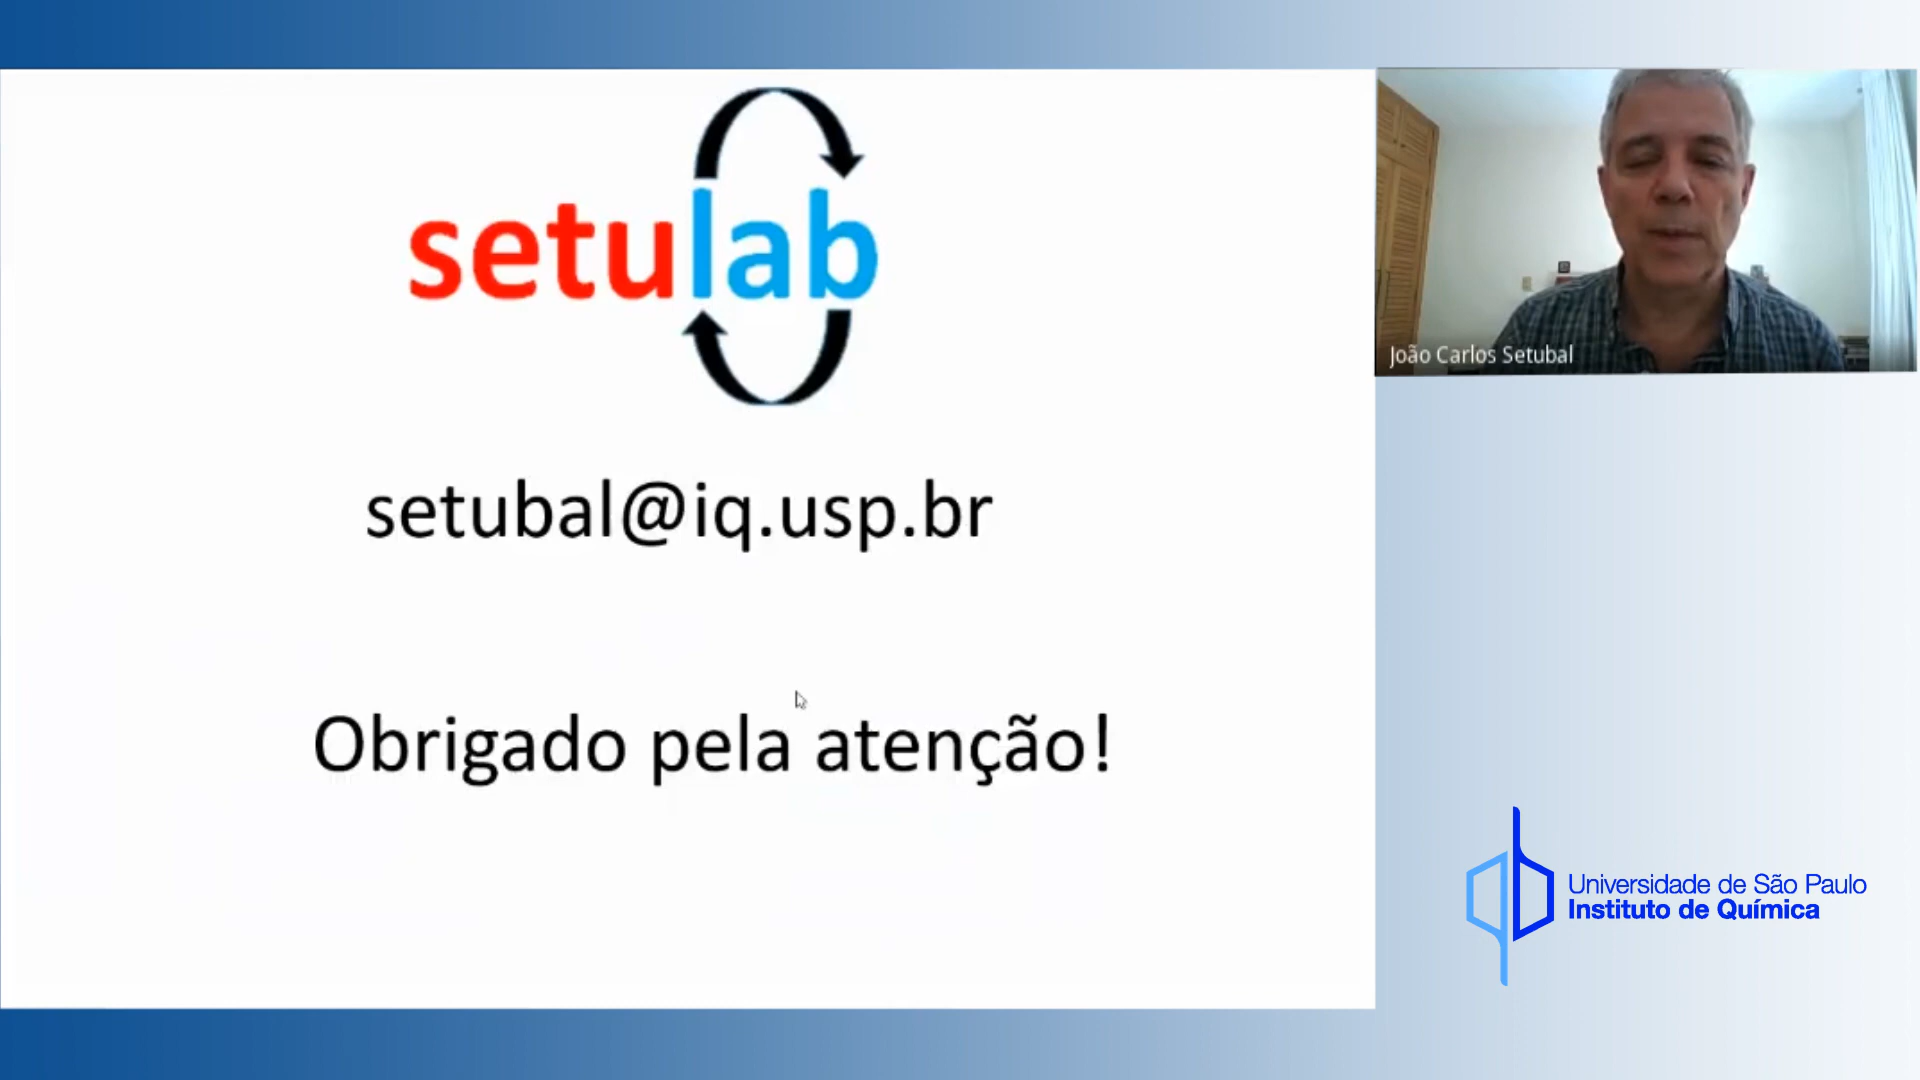 setulab
setubal@iq.usp.br
Obrigado pela atenção!
João Carlos Setubal
Universidade de São Paulo
Instituto de Química